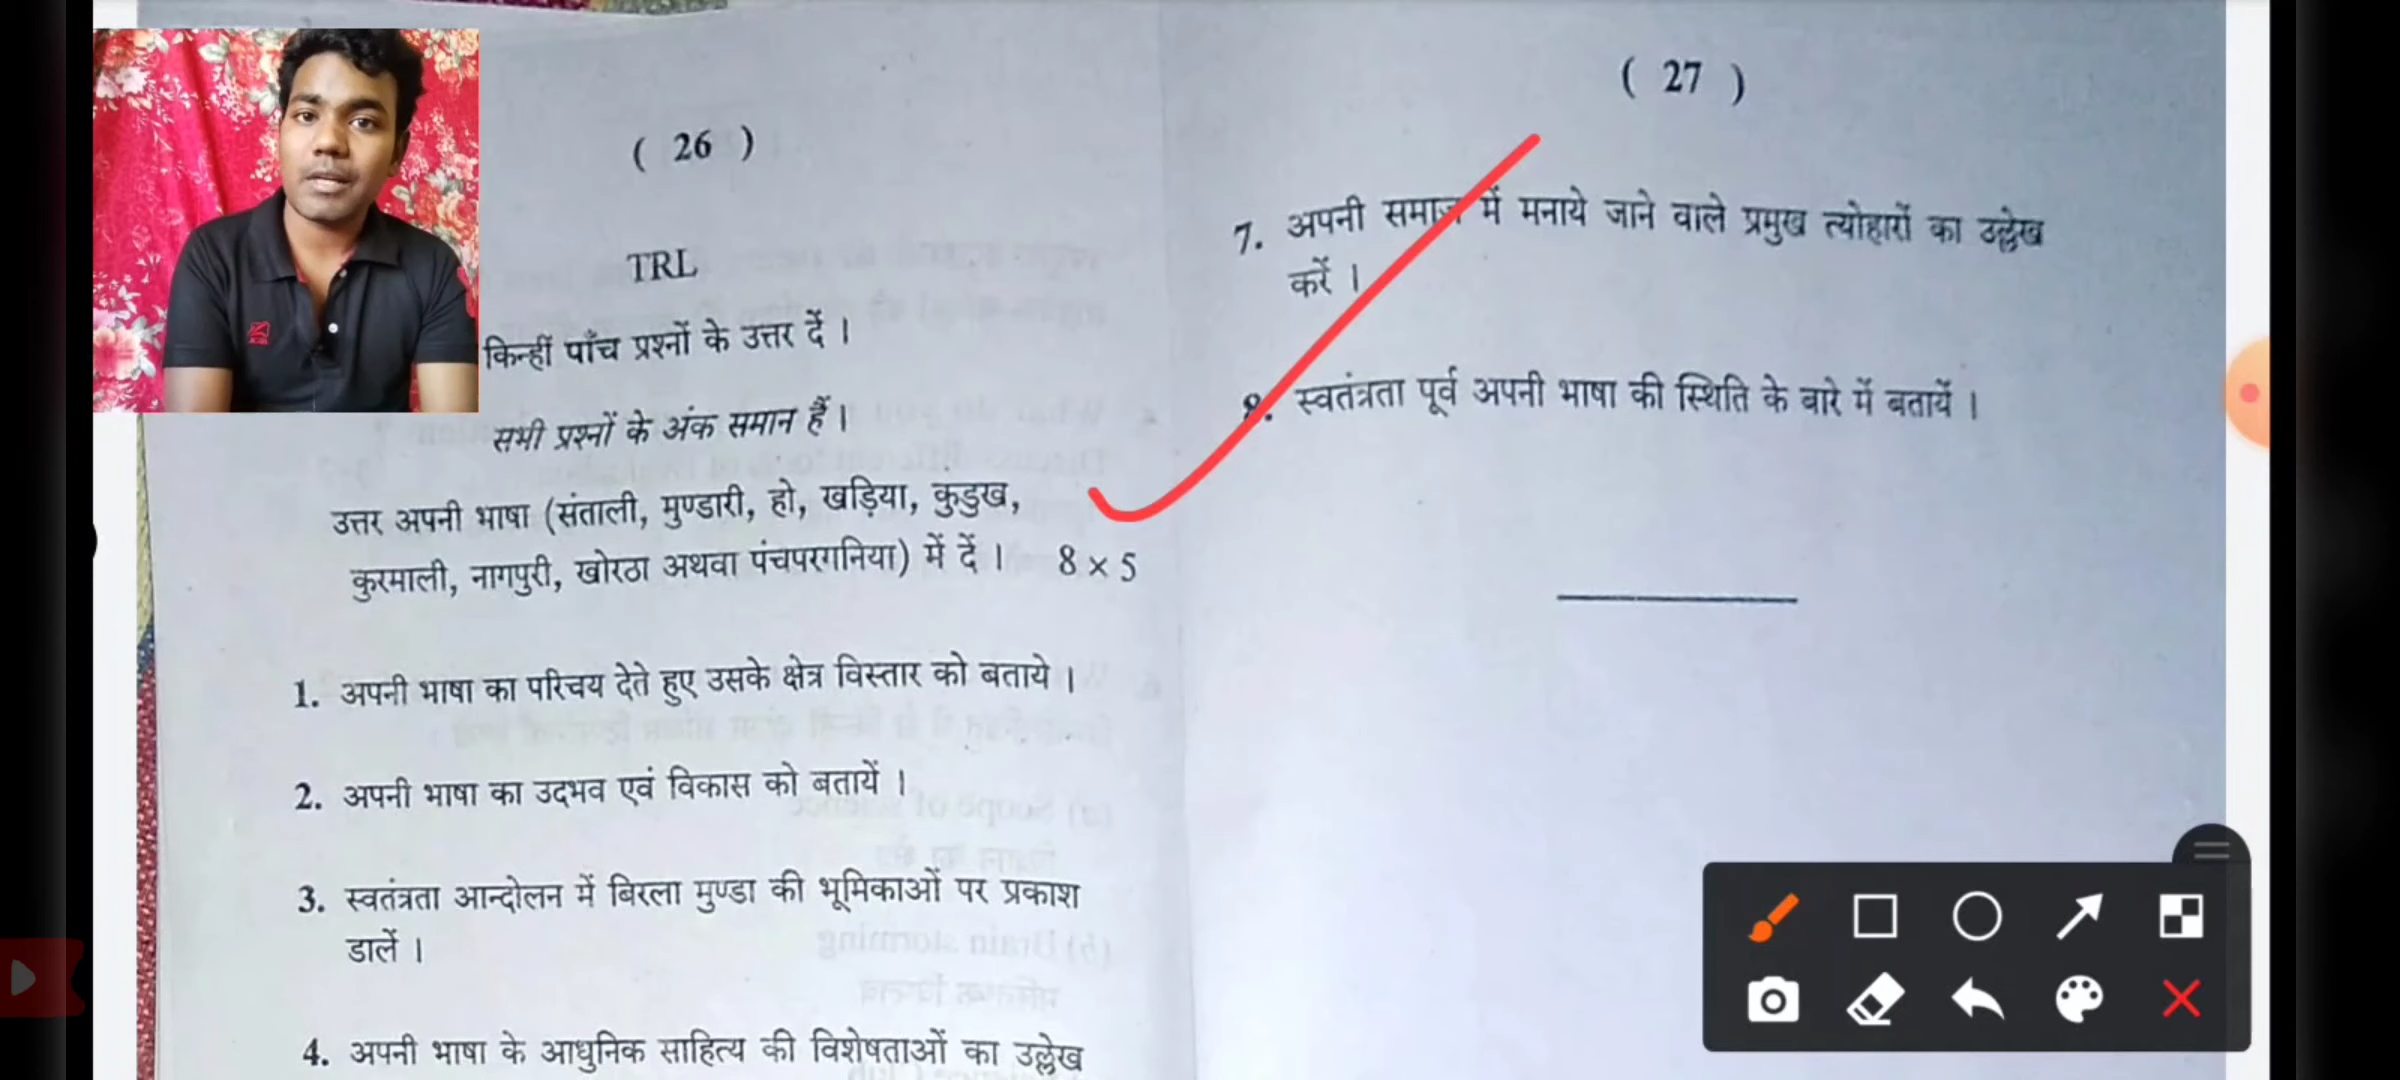 ( 26 )
TRL
किन्हीं पाँच प्रश्नों के उत्तर दें ।
सभी प्रश्नों के अंक समान हैं ।
उत्तर अपनी भाषा (संताली, मुण्डारी, हो, खड़िया, कुडुख,
कुरमाली, नागपुरी, खोरठा अथवा पंचपरगनिया) में दें । 8 × 5
1. अपनी भाषा का परिचय देते हुए उसके क्षेत्र विस्तार को बताये ।
2. अपनी भाषा का उदभव एवं विकास को बतायें ।
3. स्वतंत्रता आन्दोलन में बिरला मुण्डा की भूमिकाओं पर प्रकाश
डालें ।
4. अपनी भाषा के आधुनिक साहित्य की विशेषताओं का उल्लेख
( 27 )
7. अपनी समाज में मनाये जाने वाले प्रमुख त्योहारों का उल्लेख
करें ।
8. स्वतंत्रता पूर्व अपनी भाषा की स्थिति के बारे में बतायें ।